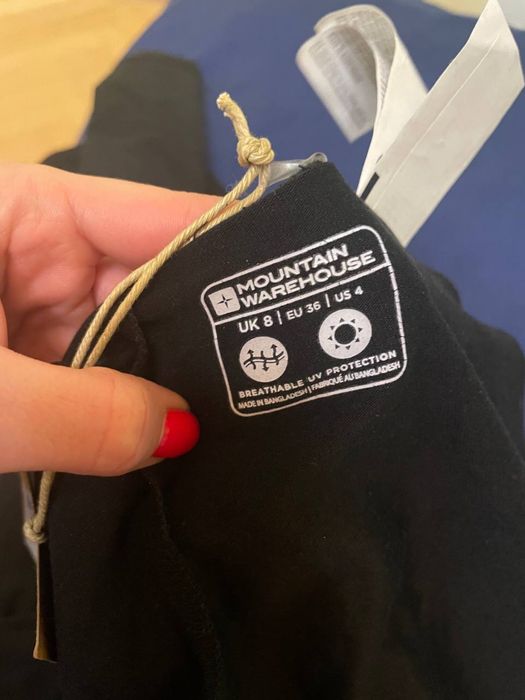 MOUNTAIN
WAREHOUSE
UK 8 | EU 36 | US 4
BREATHABLE UV PROTECTION
MADE IN BANGLADESH | FABRIQUÉ AU BANGLADESH